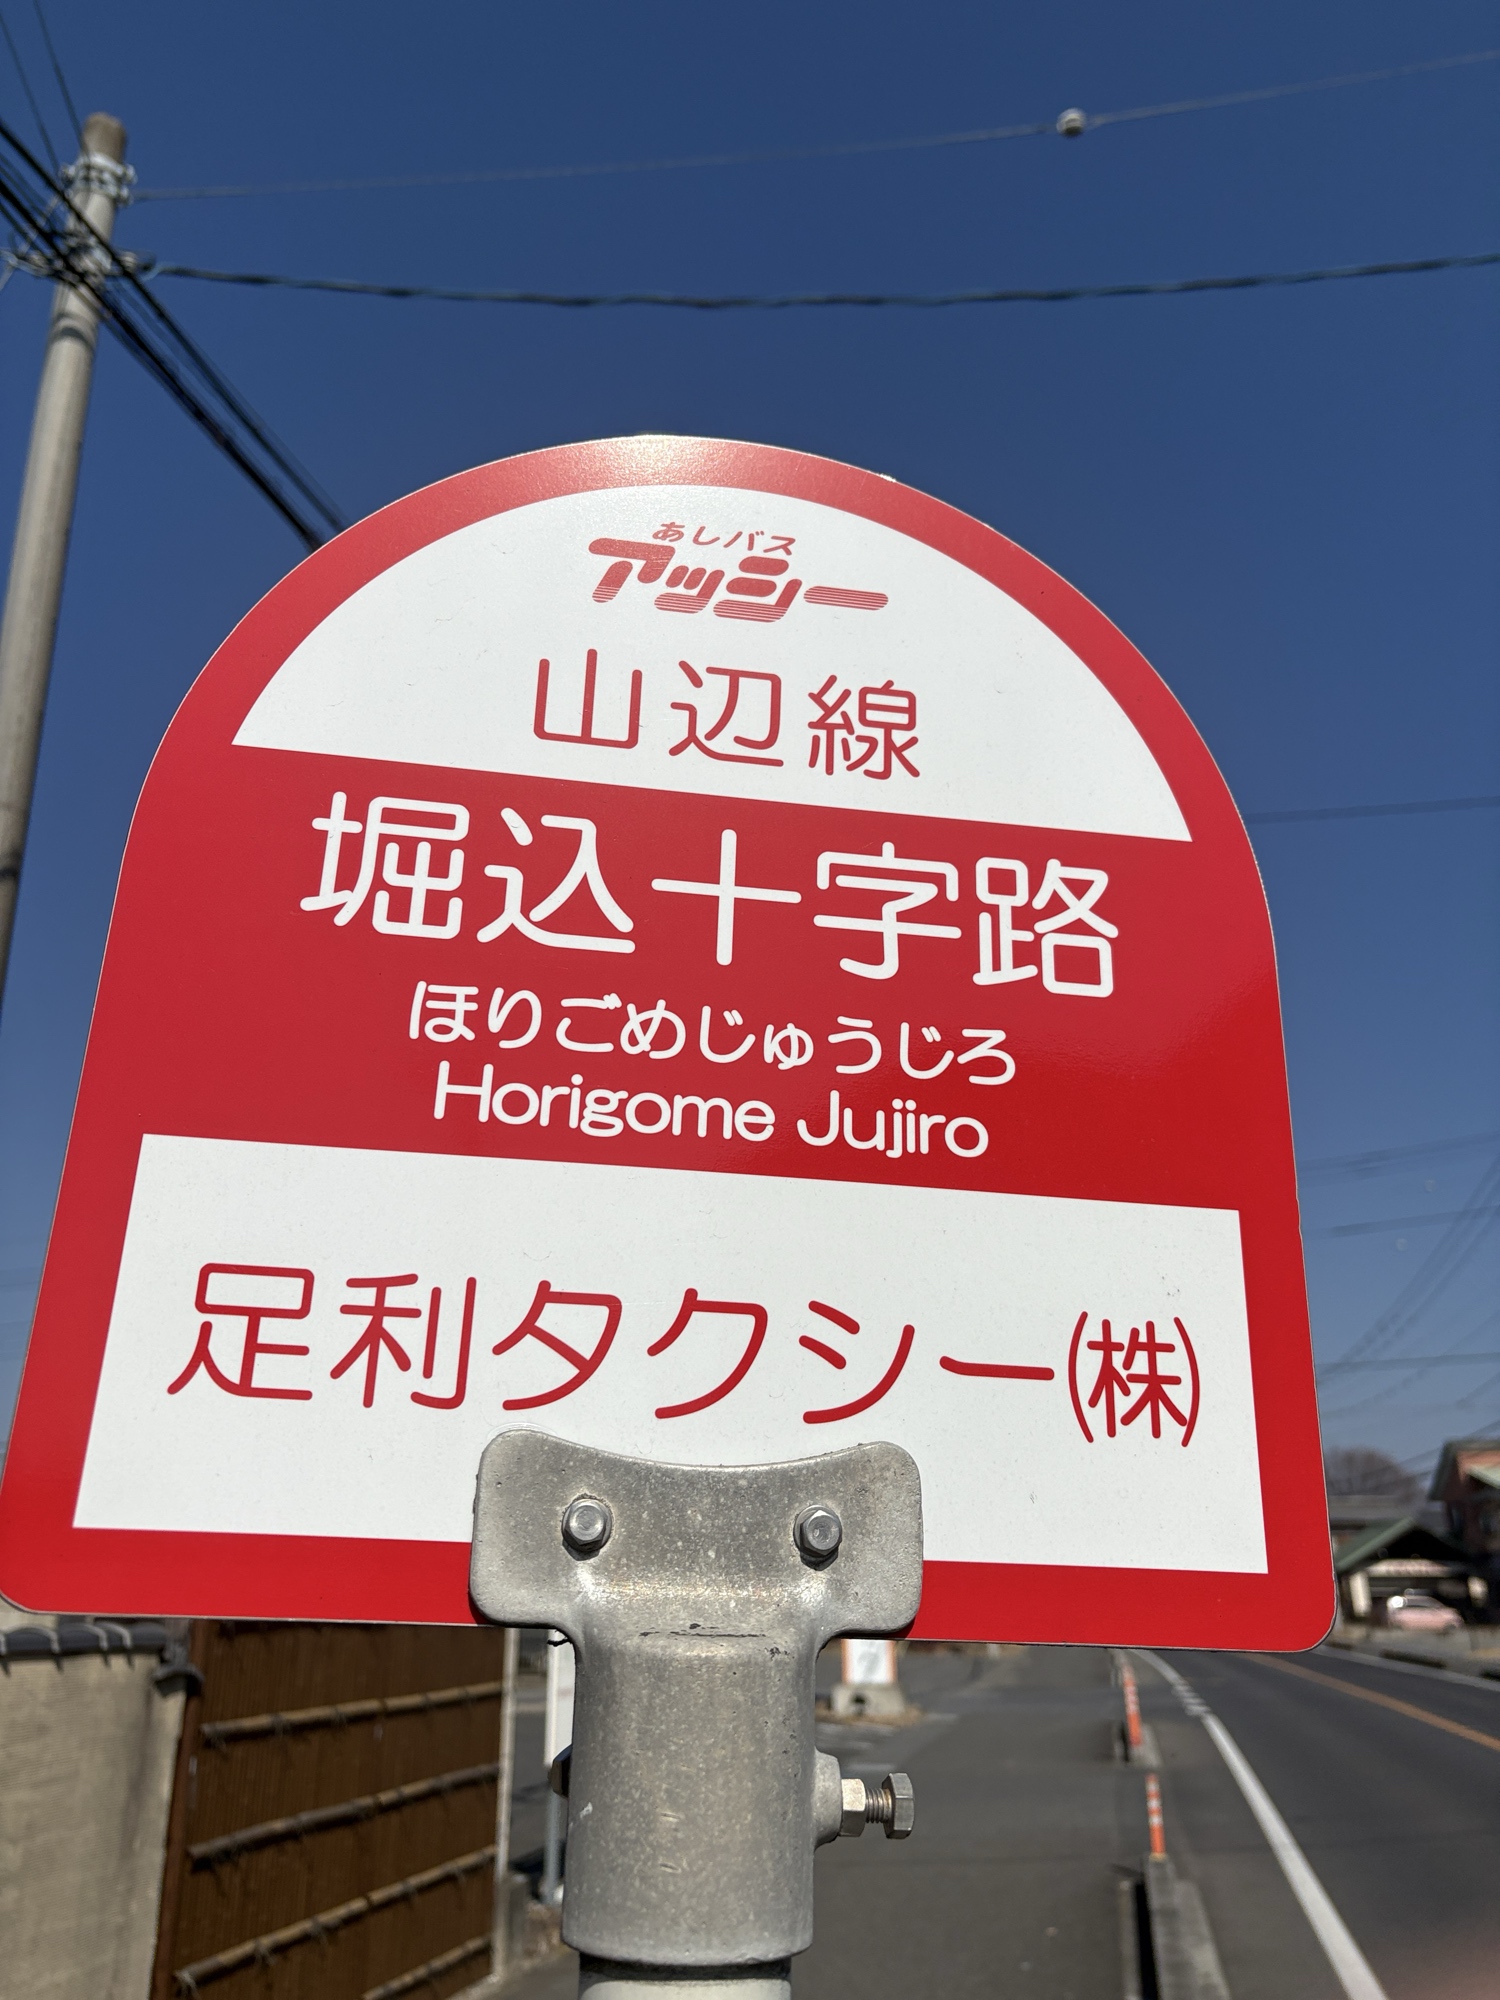 あしバス
アッシー
山辺線
堀込十字路
ほりごめじゅうじろ
Horigome Jujiro
足利タクシー㈱